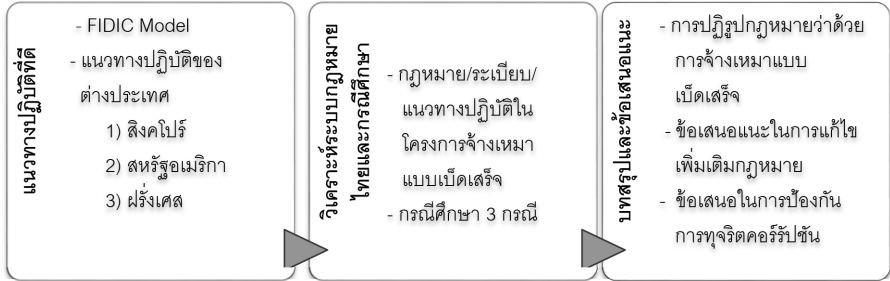 แนวทางปฏิบัติที่ดี
- FIDIC Model
- แนวทางปฏิบัติของ
ต่างประเทศ
1) สิงคโปร์
2) สหรัฐอเมริกา
3) ฝรั่งเศส
วิเคราะห์ระบบกฎหมาย
ไทยและกรณีศึกษา
- กฎหมาย/ระเบียบ/
แนวทางปฏิบัติใน
โครงการจ้างเหมา
แบบเบ็ดเสร็จ
- กรณีศึกษา 3 กรณี
บทสรุปและข้อเสนอแนะ
- การปฏิรูปกฎหมายว่าด้วย
การจ้างเหมาแบบ
เบ็ดเสร็จ
- ข้อเสนอแนะในการแก้ไข
เพิ่มเติมกฎหมาย
- ข้อเสนอในการป้องกัน
การทุจริตคอร์รัปชัน